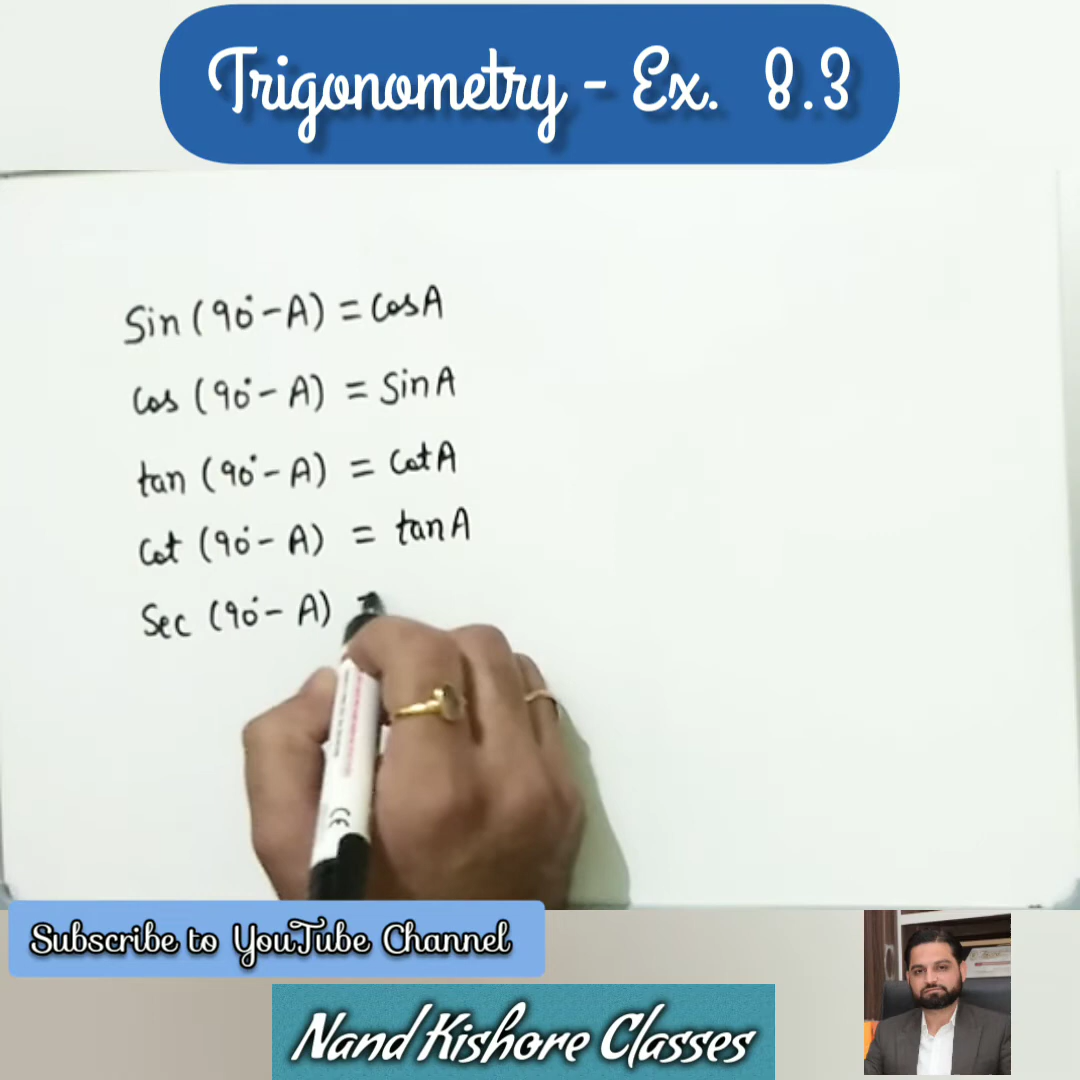 Trigonometry - Ex. 8.3
Sin (90° - A) = Cos A
Cos (90° - A) = Sin A
tan (90° - A) = Cot A
Cot (90° - A) = tan A
Sec (90° - A) =
Subscribe to YouTube Channel
Nand Kishore Classes